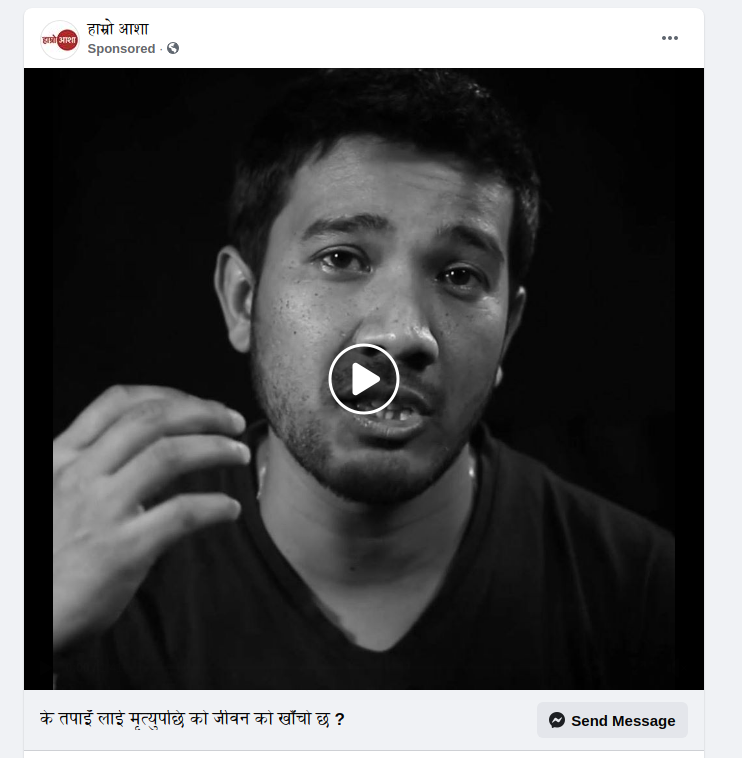 हाम्रो आशा
हाम्रो आशा
Sponsored ·
के तपाइँ लाई मृत्युपछि को जीवन को खाँचो छ ?
Send Message